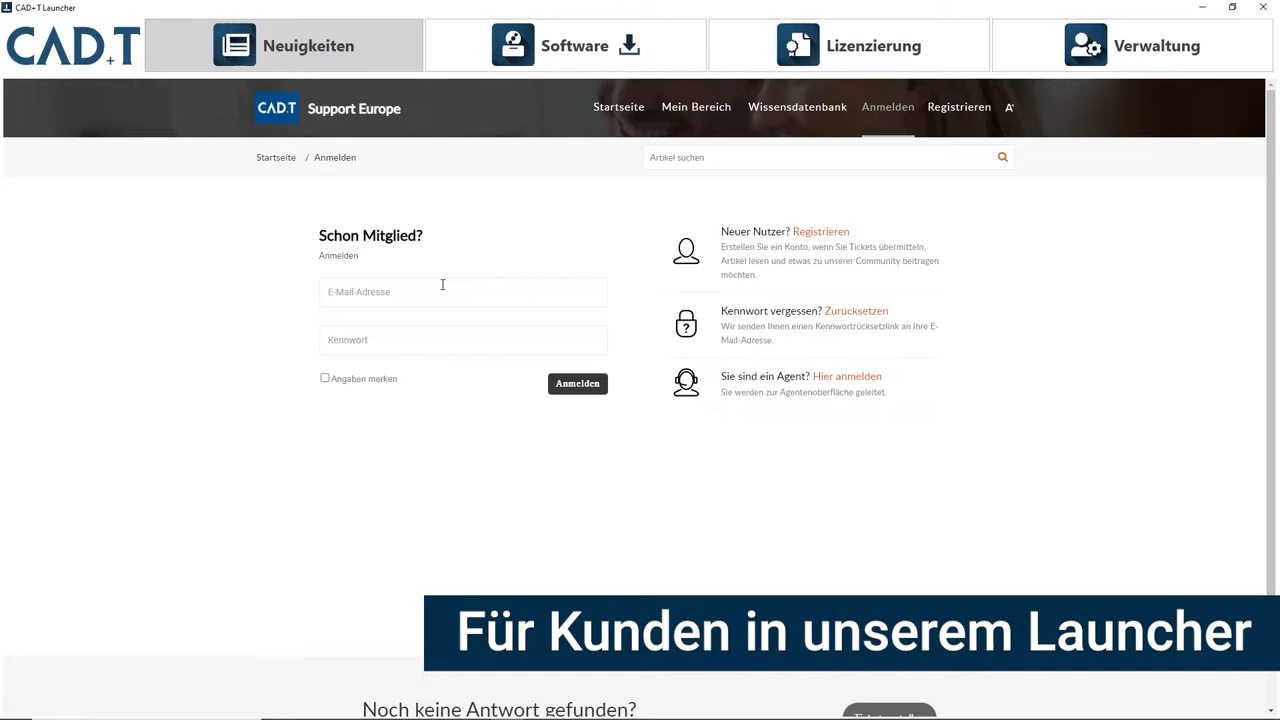 CAD+T Launcher
CAD+T
Neuigkeiten
Software
Lizenzierung
Verwaltung
CAD.T
Support Europe
Startseite
Mein Bereich
Wissensdatenbank
Anmelden
Registrieren
Startseite / Anmelden
Artikel suchen
Schon Mitglied?
Anmelden
E-Mail-Adresse
Kennwort
Angaben merken
Anmelden
Neuer Nutzer? Registrieren
Erstellen Sie ein Konto, wenn Sie Tickets übermitteln,
Artikel lesen und etwas zu unserer Community beitragen
möchten.
Kennwort vergessen? Zurücksetzen
Wir senden Ihnen einen Kennwortrücksetzlink an Ihre E-
Mail-Adresse.
Sie sind ein Agent? Hier anmelden
Sie werden zur Agentenoberfläche geleitet.
Für Kunden in unserem Launcher
Noch keine Antwort gefunden?